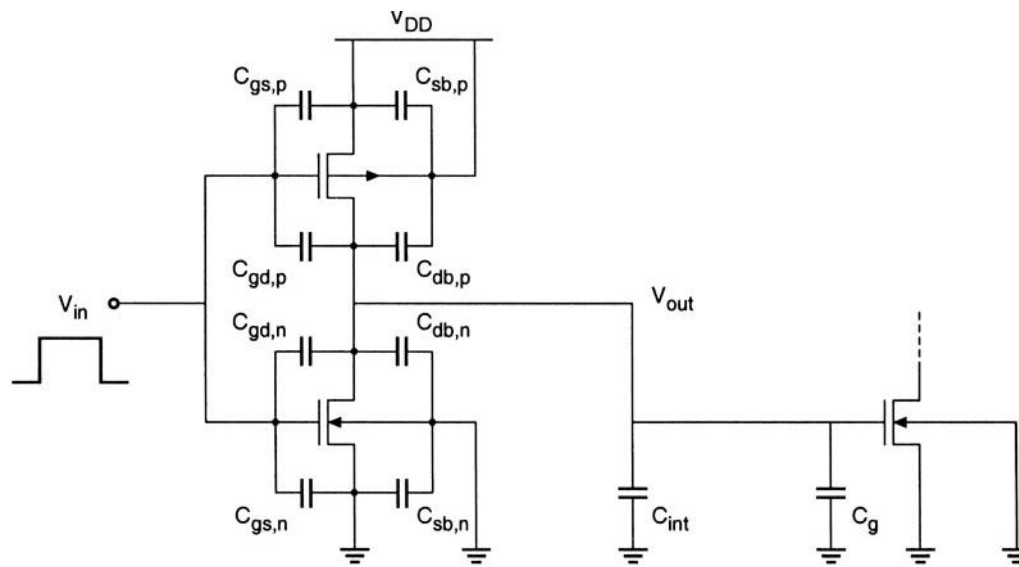 V_DD
C_gs,p
C_sb,p
C_gd,p
C_db,p
V_in
V_out
C_gd,n
C_db,n
C_gs,n
C_sb,n
C_int
C_g